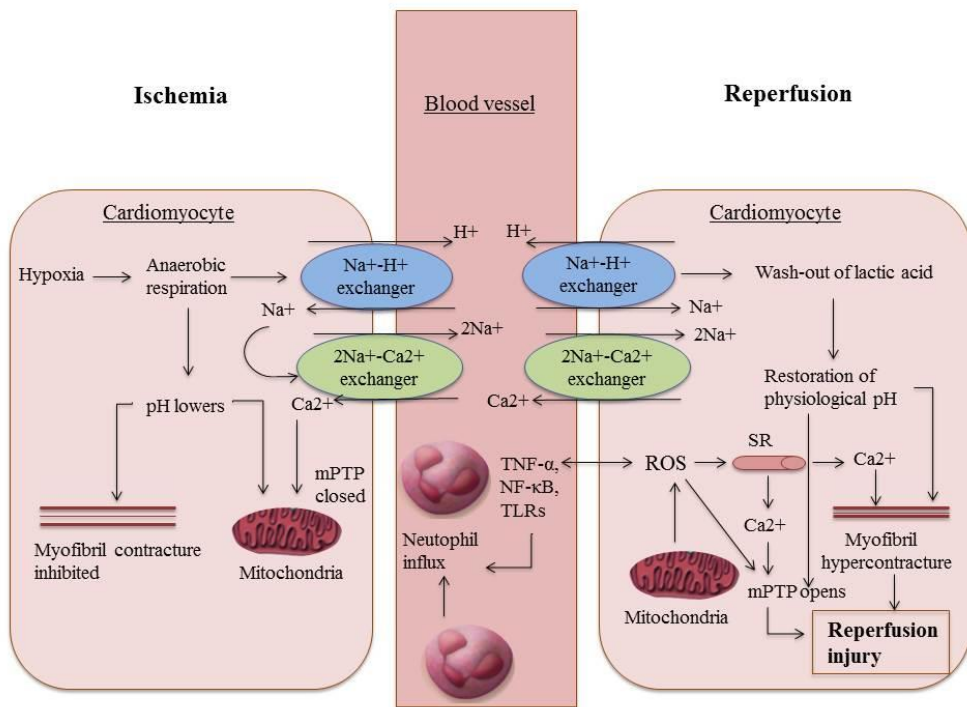 Ischemia
Blood vessel
Reperfusion
Cardiomyocyte
Hypoxia
Anaerobic
respiration
Na+-H+
exchanger
H+
Na+
2Na+
2Na+-Ca2+
exchanger
Ca2+
pH lowers
mPTP
closed
Myofibril contracture
inhibited
Mitochondria
TNF-α,
NF-κB,
TLRs
Neutophil
influx
Cardiomyocyte
H+
Na+-H+
exchanger
Na+
2Na+
2Na+-Ca2+
exchanger
Ca2+
Wash-out of lactic acid
Restoration of
physiological pH
ROS
SR
Ca2+
Ca2+
Myofibril
hypercontracture
Mitochondria
mPTP opens
Reperfusion
injury